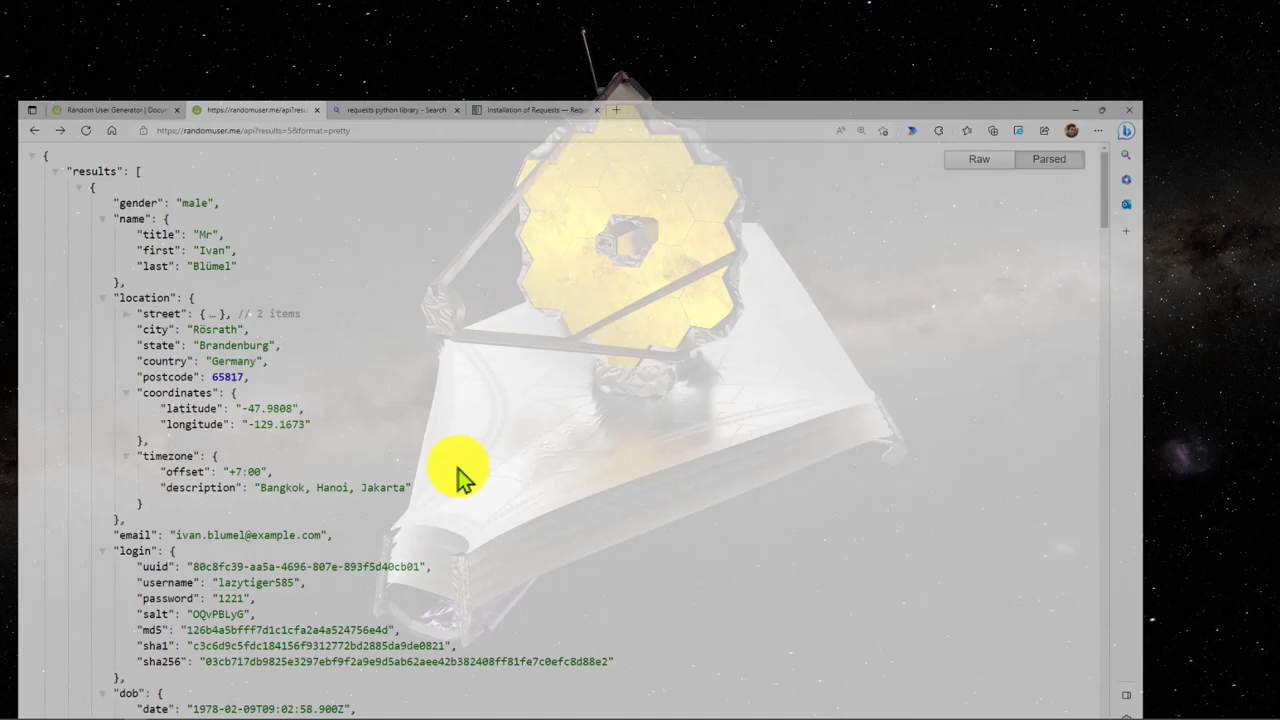 Random User Generator | Docu
https://randomuser.me/api?resu
requests python library - Search
Installation of Requests — Requ
https://randomuser.me/api?results=5&format=pretty
Raw
Parsed
{
"results": [
{
"gender": "male",
"name": {
"title": "Mr",
"first": "Ivan",
"last": "Blümel"
},
"location": {
"street": { … }, // 2 items
"city": "Rösrath",
"state": "Brandenburg",
"country": "Germany",
"postcode": 65817,
"coordinates": {
"latitude": "-47.9808",
"longitude": "-129.1673"
},
"timezone": {
"offset": "+7:00",
"description": "Bangkok, Hanoi, Jakarta"
}
},
"email": "ivan.blumel@example.com",
"login": {
"uuid": "80c8fc39-aa5a-4696-807e-893f5d40cb01",
"username": "lazytiger585",
"password": "1221",
"salt": "OQvPBLyG",
"md5": "126b4a5bfff7d1c1cfa2a4a524756e4d",
"sha1": "c3c6d9c5fdc184156f9312772bd2885da9de0821",
"sha256": "03cb717db9825e3297ebf9f2a9e9d5ab62aee42b382408ff81fe7c0efc8d88e2"
},
"dob": {
"date": "1978-02-09T09:02:58.900Z",